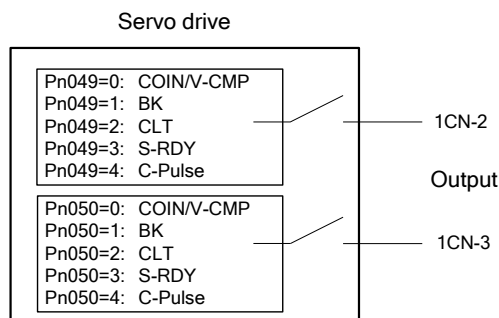 Servo drive
Pn049=0: COIN/V-CMP
Pn049=1: BK
Pn049=2: CLT
Pn049=3: S-RDY
Pn049=4: C-Pulse
1CN-2
Output
Pn050=0: COIN/V-CMP
Pn050=1: BK
Pn050=2: CLT
Pn050=3: S-RDY
Pn050=4: C-Pulse
1CN-3